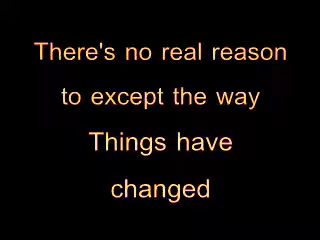 There's no real reason
to except the way
Things have
changed